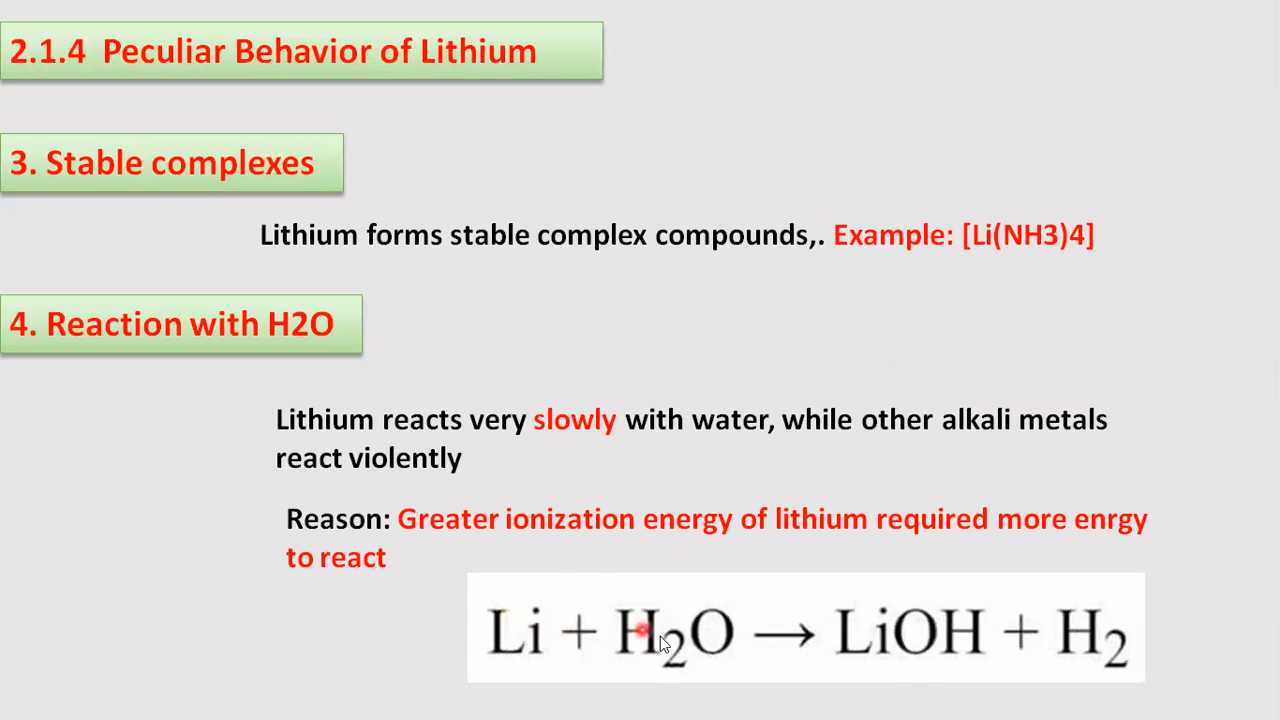 2.1.4 Peculiar Behavior of Lithium
3. Stable complexes
Lithium forms stable complex compounds,. Example: [Li(NH3)4]
4. Reaction with H2O
Lithium reacts very slowly with water, while other alkali metals
react violently
Reason: Greater ionization energy of lithium required more enrgy
to react
Li + H₂O → LiOH + H₂